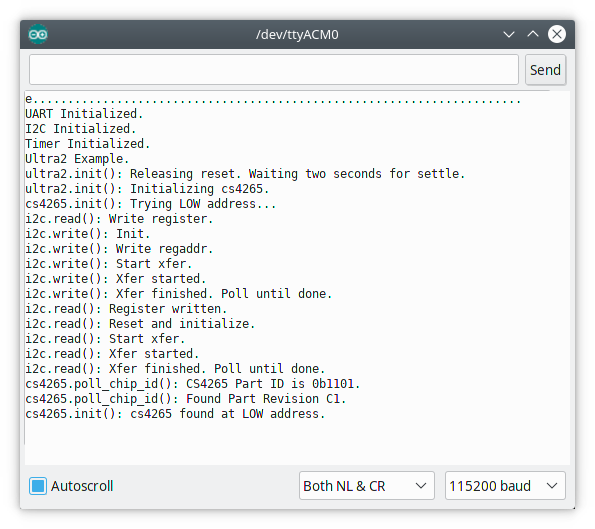 /dev/ttyACM0
Send
e......................................................................
UART Initialized.
I2C Initialized.
Timer Initialized.
Ultra2 Example.
ultra2.init(): Releasing reset. Waiting two seconds for settle.
ultra2.init(): Initializing cs4265.
cs4265.init(): Trying LOW address...
i2c.read(): Write register.
i2c.write(): Init.
i2c.write(): Write regaddr.
i2c.write(): Start xfer.
i2c.write(): Xfer started.
i2c.write(): Xfer finished. Poll until done.
i2c.read(): Register written.
i2c.read(): Reset and initialize.
i2c.read(): Start xfer.
i2c.read(): Xfer started.
i2c.read(): Xfer finished. Poll until done.
cs4265.poll_chip_id(): CS4265 Part ID is 0b1101.
cs4265.poll_chip_id(): Found Part Revision C1.
cs4265.init(): cs4265 found at LOW address.
Autoscroll
Both NL & CR
115200 baud